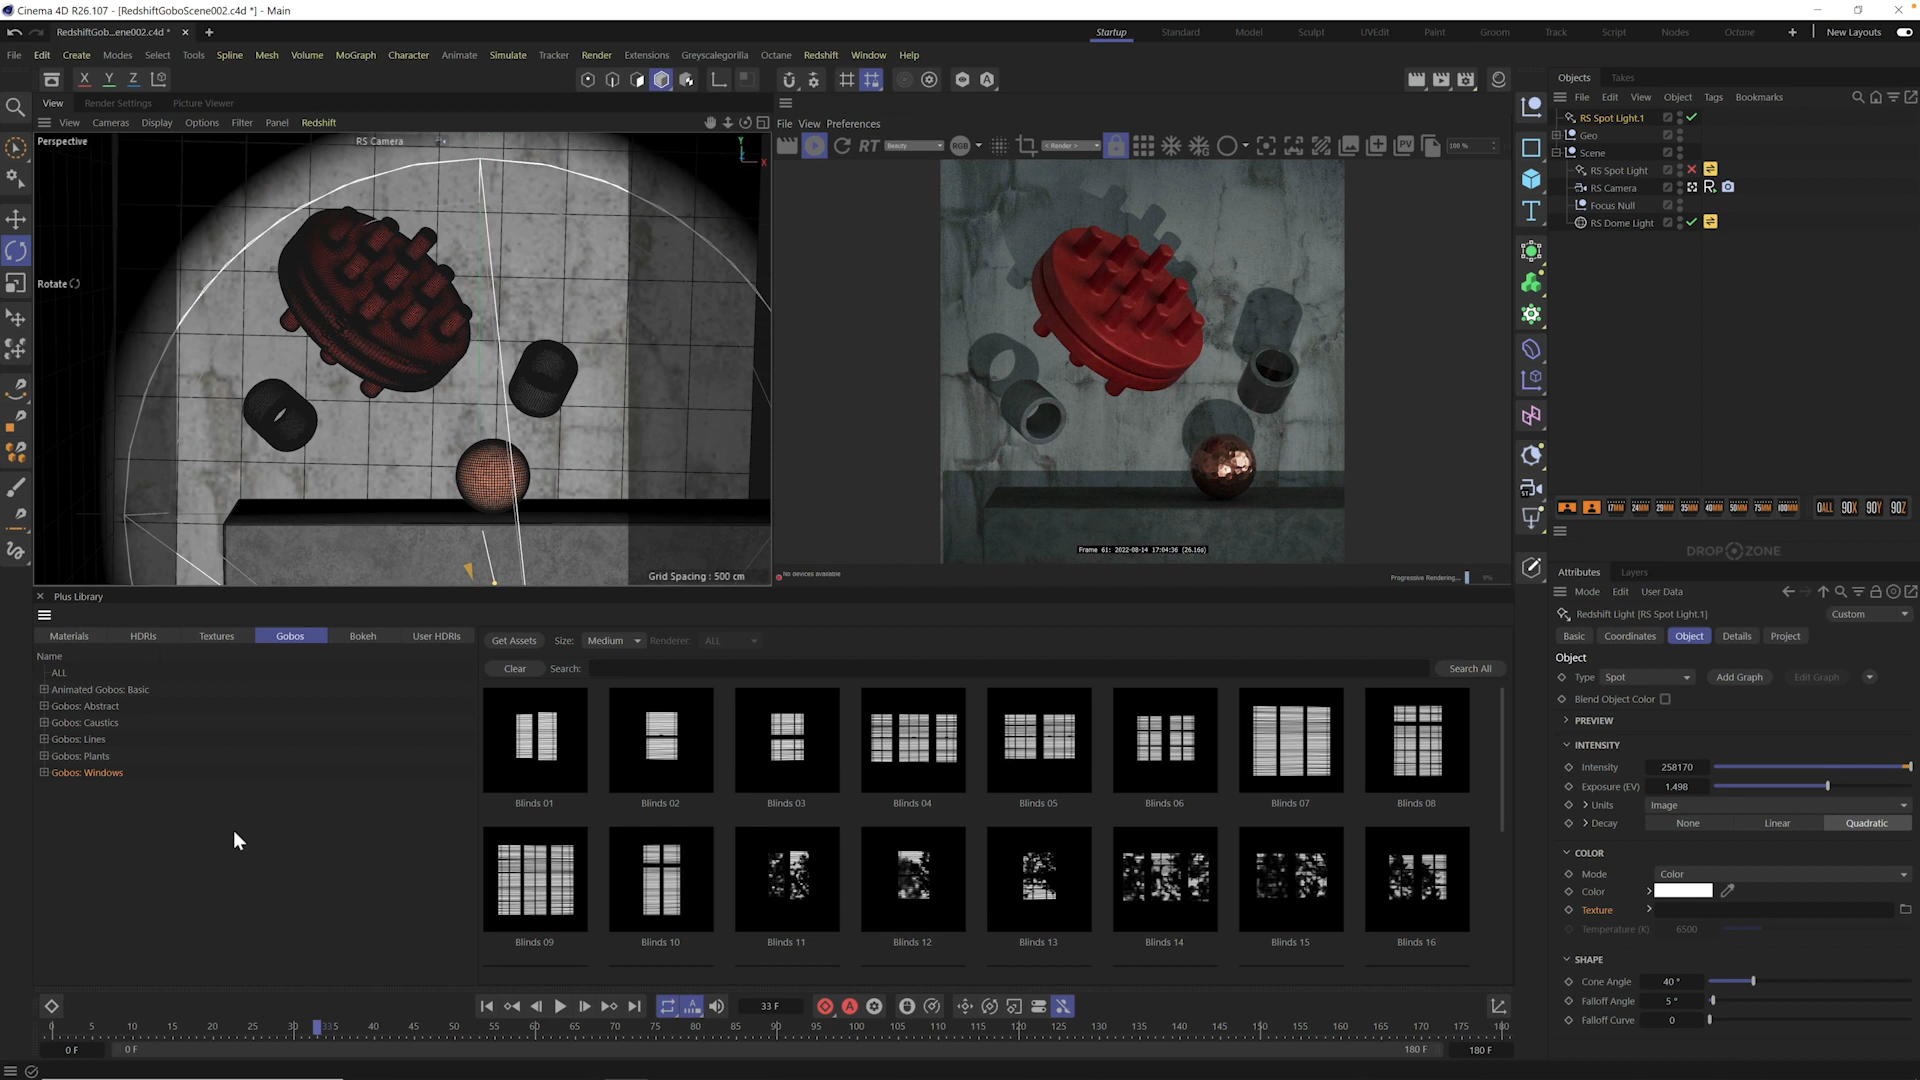 Cinema 4D R26.107 - [RedshiftGoboScene002.c4d *] - Main
RedshiftGob...ene002.c4d *
Startup Standard Model Sculpt UVEdit Paint Groom Track Script Nodes Octane New Layouts
File Edit Create Modes Select Tools Spline Mesh Volume MoGraph Character Animate Simulate Tracker Render Extensions Greyscalegorilla Octane Redshift Window Help
X Y Z
View Render Settings Picture Viewer
View Cameras Display Options Filter Panel Redshift
Perspective
RS Camera
Y
X
Rotate
Grid Spacing : 500 cm
File View Preferences
RT Beauty RGB < Render > PV 100 %
Frame 61: 2022-08-14 17:04:36 (26.16s)
No devices available
Progressive Rendering... 9%
Objects Takes
File Edit View Object Tags Bookmarks
RS Spot Light.1
Geo
Scene
RS Spot Light
RS Camera
Focus Null
RS Dome Light
17MM 24MM 29MM 35MM 40MM 50MM 75MM 100MM 0ALL 90X 90Y 90Z
DROP ZONE
Attributes Layers
Mode Edit User Data
Redshift Light [RS Spot Light.1] Custom
Basic Coordinates Object Details Project
Object
Type Spot Add Graph Edit Graph
Blend Object Color
PREVIEW
INTENSITY
Intensity 258170
Exposure (EV) 1.498
Units Image
Decay None Linear Quadratic
COLOR
Mode Color
Color
Texture
Temperature (K) 6500
SHAPE
Cone Angle 40 °
Falloff Angle 5 °
Falloff Curve 0
Plus Library
Materials HDRIs Textures Gobos Bokeh User HDRIs
Name
ALL
Animated Gobos: Basic
Gobos: Abstract
Gobos: Caustics
Gobos: Lines
Gobos: Plants
Gobos: Windows
Get Assets Size: Medium Renderer: ALL
Clear Search: Search All
Blinds 01 Blinds 02 Blinds 03 Blinds 04 Blinds 05 Blinds 06 Blinds 07 Blinds 08
Blinds 09 Blinds 10 Blinds 11 Blinds 12 Blinds 13 Blinds 14 Blinds 15 Blinds 16
33 F
0 5 10 15 20 25 30 335 40 45 50 55 60 65 70 75 80 85 90 95 100 105 110 115 120 125 130 135 140 145 150 155 160 165 170 175 180
0 F 0 F 180 F 180 F